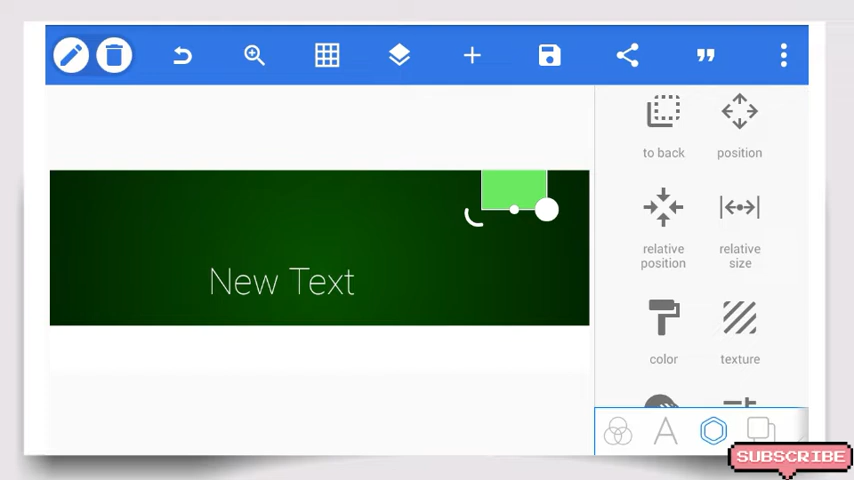 to back
position
New Text
relative
position
relative
size
color
texture
SUBSCRIBE